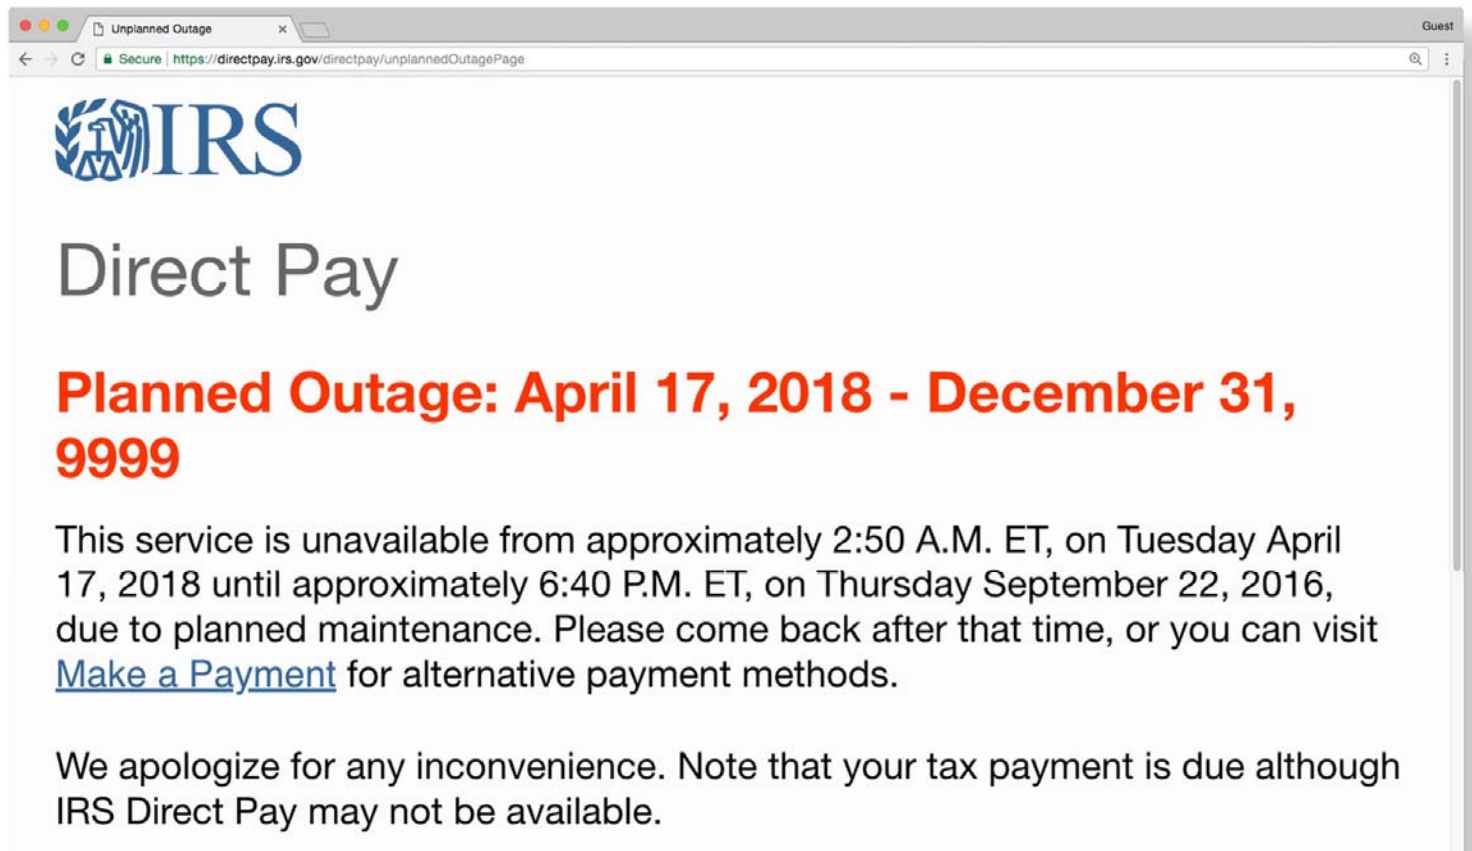 Unplanned Outage
Guest
Secure | https://directpay.irs.gov/directpay/unplannedOutagePage
IRS
Direct Pay
Planned Outage: April 17, 2018 - December 31,
9999
This service is unavailable from approximately 2:50 A.M. ET, on Tuesday April
17, 2018 until approximately 6:40 P.M. ET, on Thursday September 22, 2016,
due to planned maintenance. Please come back after that time, or you can visit
Make a Payment for alternative payment methods.
We apologize for any inconvenience. Note that your tax payment is due although
IRS Direct Pay may not be available.